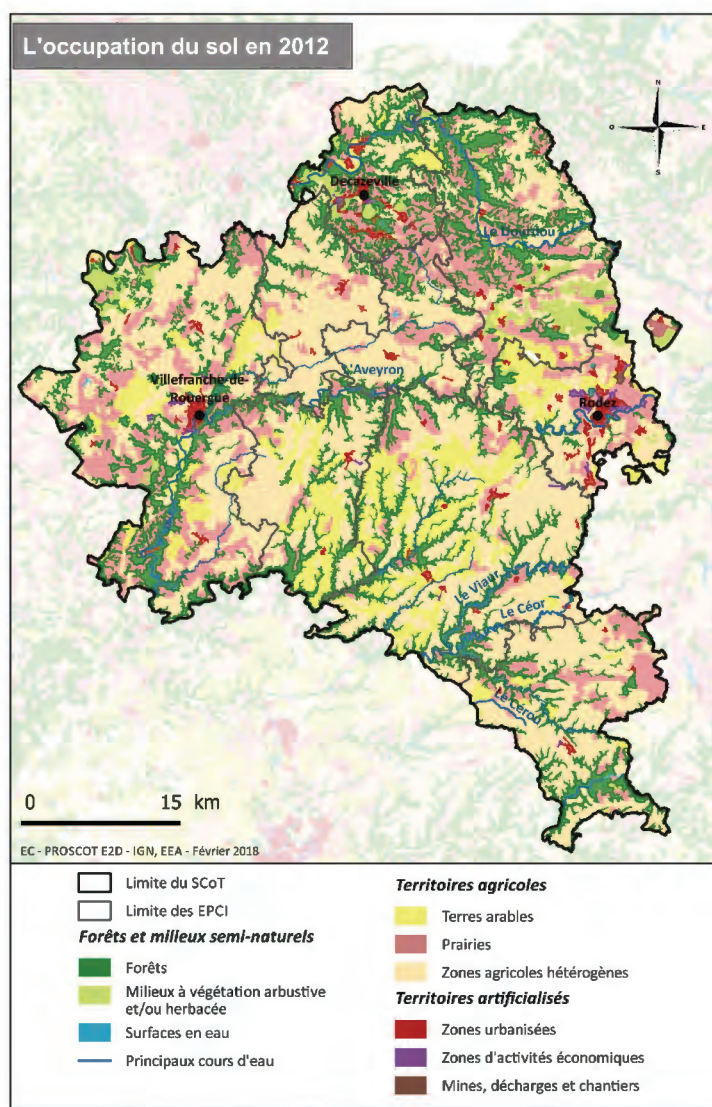 L'occupation du sol en 2012
N
O
E
S
Decazeville
Le Dourdou
Villefranche-de-
Rouergue
L'Aveyron
Rodez
Le Viaur
Le Céor
Le Cérou
0 15 km
EC - PROSCOT E2D - IGN, EEA - Février 2018
Limite du SCoT
Limite des EPCI
Forêts et milieux semi-naturels
Forêts
Milieux à végétation arbustive
et/ou herbacée
Surfaces en eau
Principaux cours d'eau
Territoires agricoles
Terres arables
Prairies
Zones agricoles hétérogènes
Territoires artificialisés
Zones urbanisées
Zones d'activités économiques
Mines, décharges et chantiers